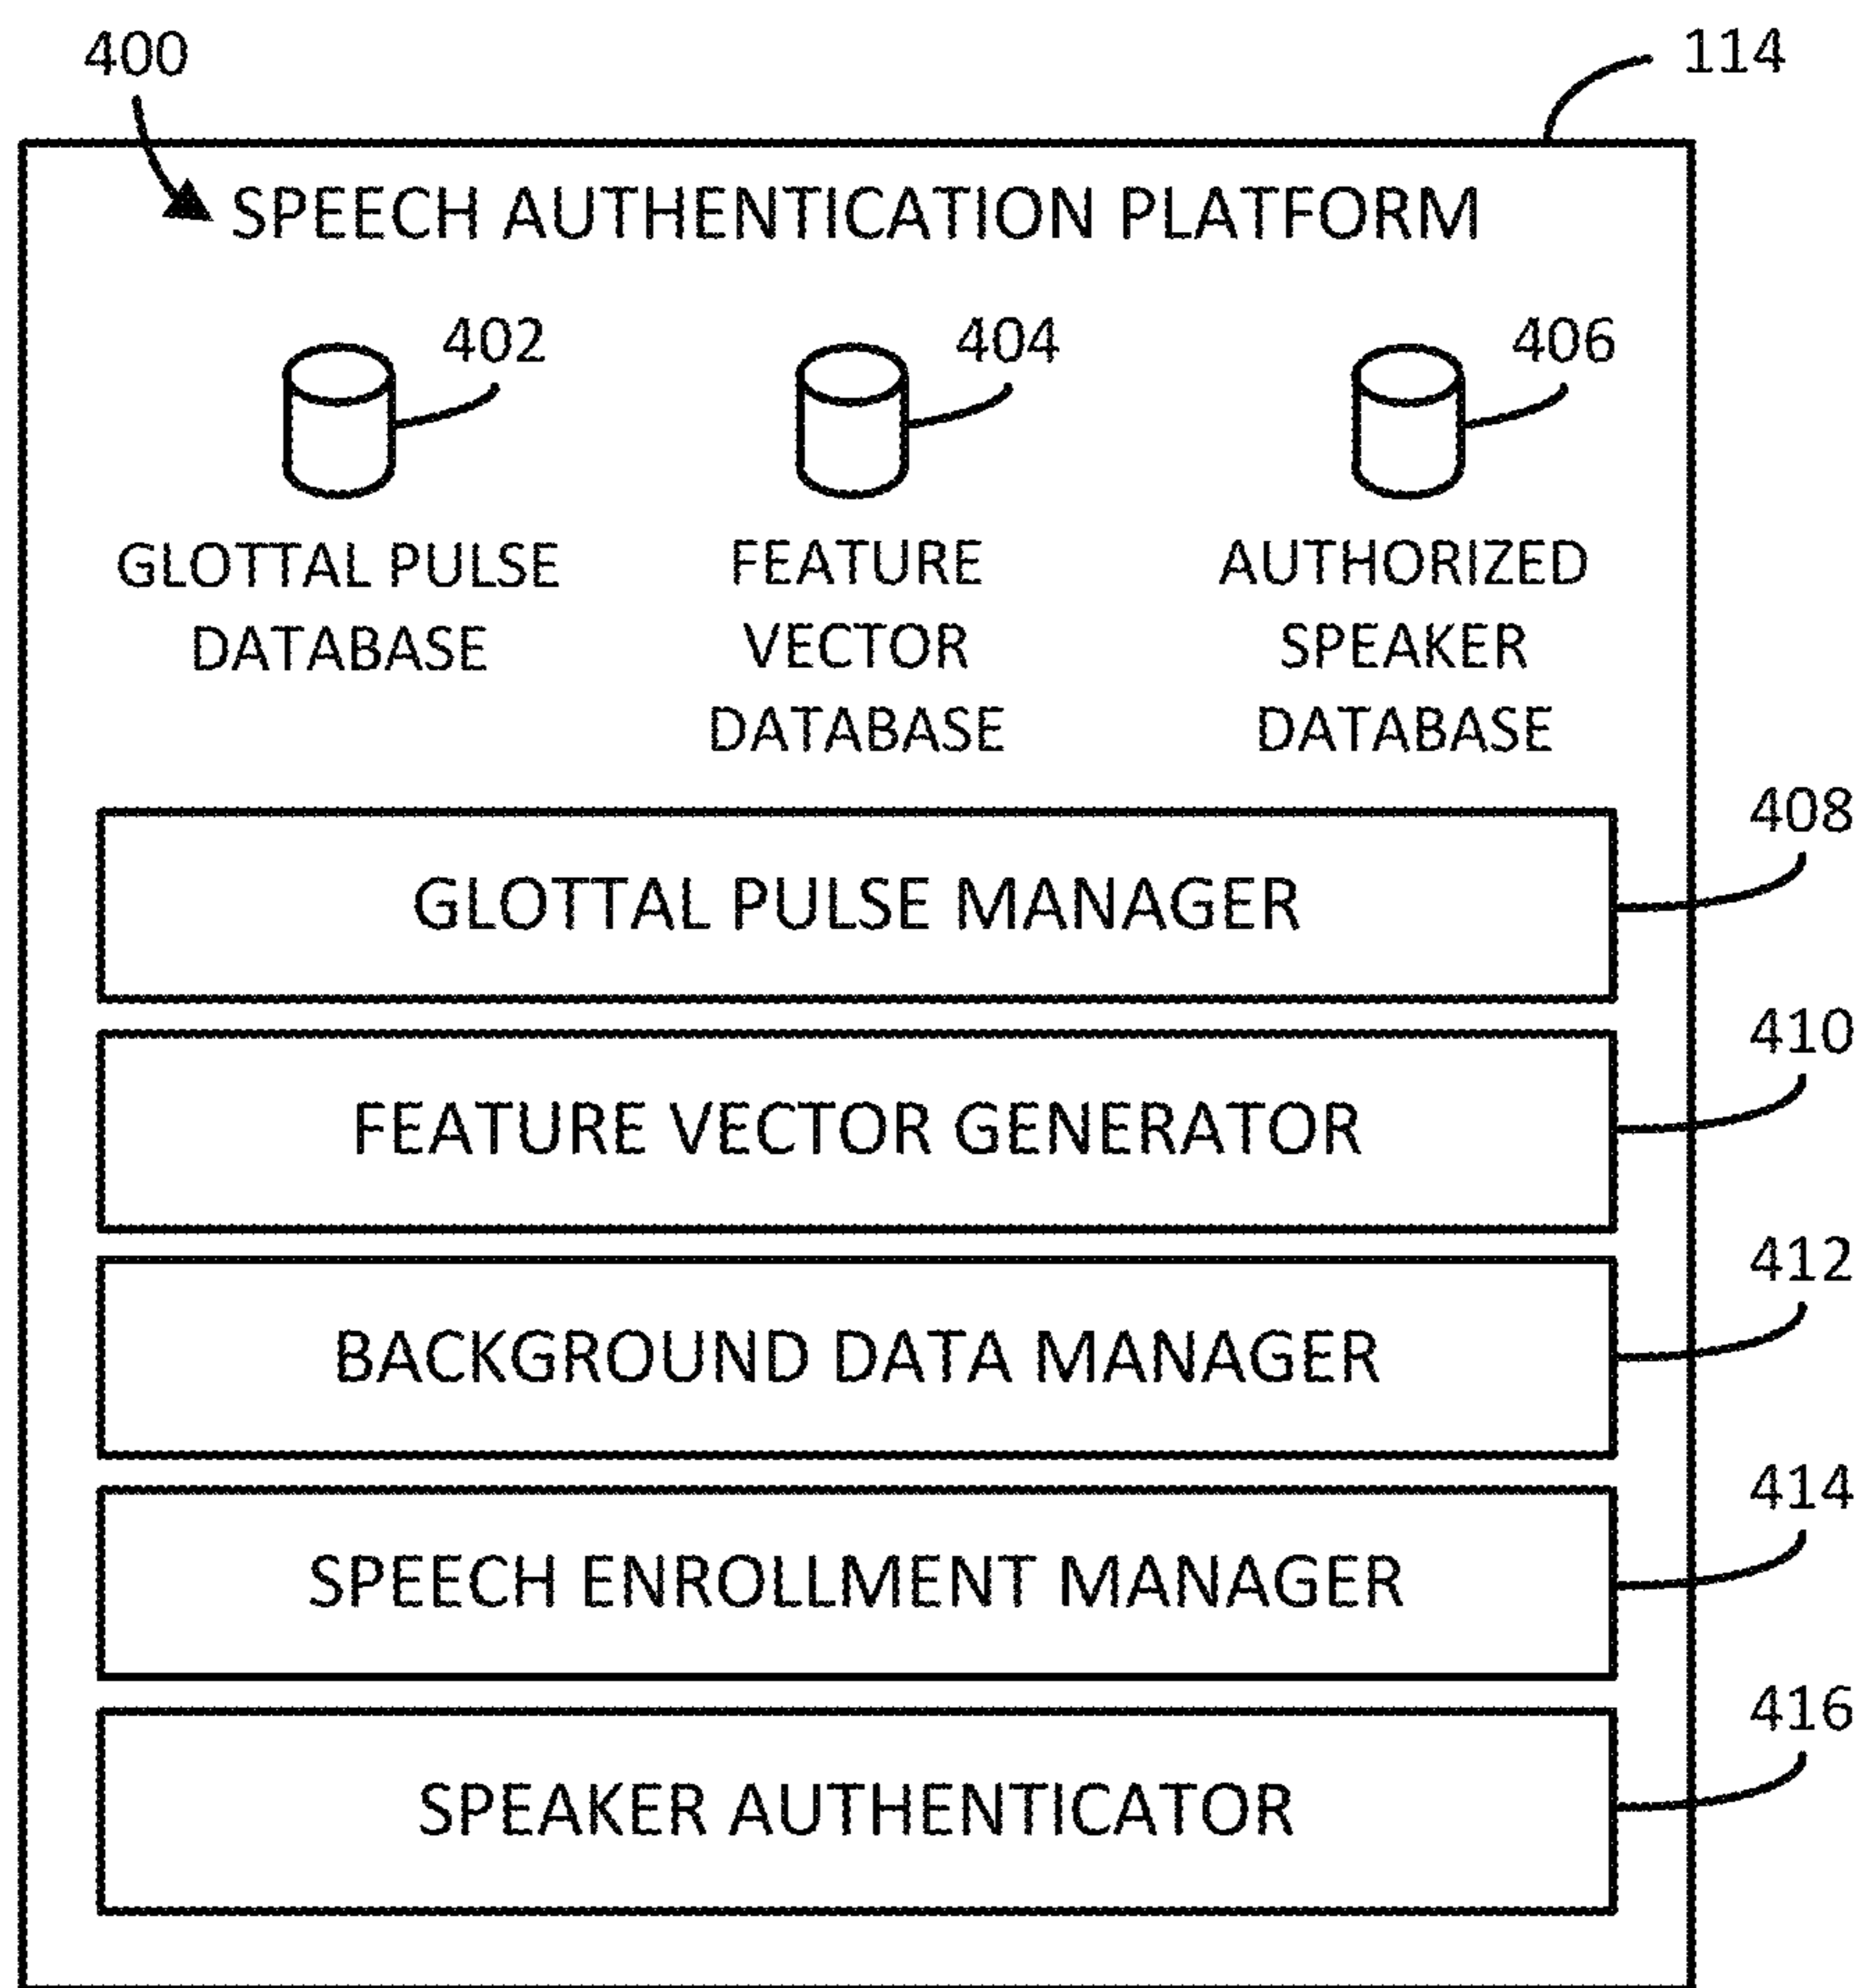 400
114
SPEECH AUTHENTICATION PLATFORM
402
404
406
GLOTTAL PULSE
DATABASE
FEATURE
VECTOR
DATABASE
AUTHORIZED
SPEAKER
DATABASE
408
GLOTTAL PULSE MANAGER
410
FEATURE VECTOR GENERATOR
412
BACKGROUND DATA MANAGER
414
SPEECH ENROLLMENT MANAGER
416
SPEAKER AUTHENTICATOR